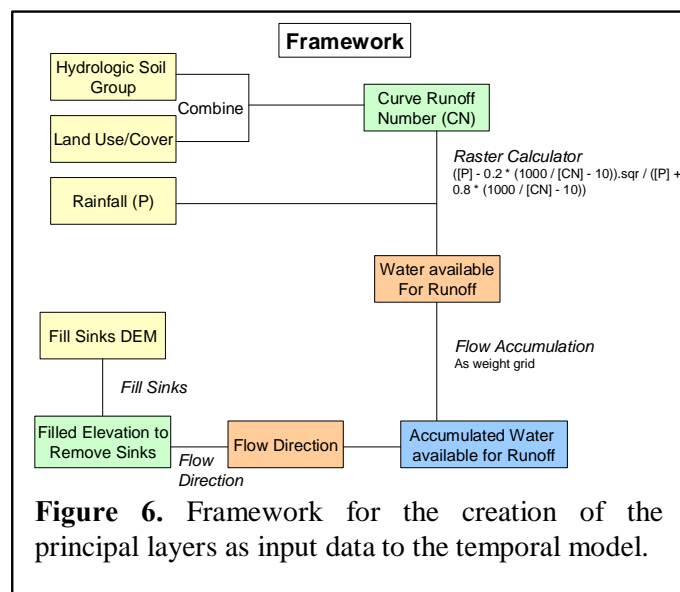 Framework
Hydrologic Soil
Group
Combine
Curve Runoff
Number (CN)
Land Use/Cover
Raster Calculator
([P] - 0.2 * (1000 / [CN] - 10)).sqr / ([P] +
0.8 * (1000 / [CN] - 10))
Rainfall (P)
Water available
For Runoff
Fill Sinks DEM
Flow Accumulation
As weight grid
Fill Sinks
Filled Elevation to
Remove Sinks
Flow
Direction
Flow Direction
Accumulated Water
available for Runoff
Figure 6. Framework for the creation of the
principal layers as input data to the temporal model.